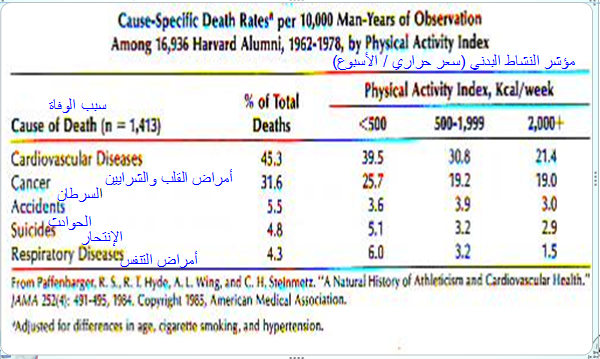 Cause-Specific Death Ratesª per 10,000 Man-Years of Observation
Among 16,936 Harvard Alumni, 1962-1978, by Physical Activity Index
مؤشر النشاط البدني (سعر حراري / الأسبوع)
Physical Activity Index, Kcal/week
سبب الوفاة
% of Total
Cause of Death (n = 1,413) Deaths <500 500-1,999 2,000+
Cardiovascular Diseases 45.3 39.5 30.8 21.4
أمراض القلب والشرايين
Cancer 31.6 25.7 19.2 19.0
السرطان
Accidents 5.5 3.6 3.9 3.0
الحوادث
Suicides 4.8 5.1 3.2 2.9
الإنتحار
Respiratory Diseases 4.3 6.0 3.2 1.5
أمراض التنفس
From Paffenbarger, R. S., R. T. Hyde, A. L. Wing, and C. H. Steinmetz. "A Natural History of Athleticism and Cardiovascular Health."
JAMA 252(4): 491-495, 1984. Copyright 1985, American Medical Association.
ªAdjusted for differences in age, cigarette smoking, and hypertension.